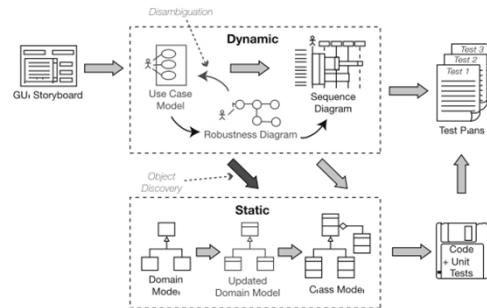 Disambiguation
Dynamic
GUI Storyboard
Use Case
Model
Sequence
Diagram
Robustness Diagram
Test 3
Test 2
Test 1
Test Plans
Object
Discovery
Static
Domain
Model
Updated
Domain Model
Class Model
Code
+ Unit
Tests